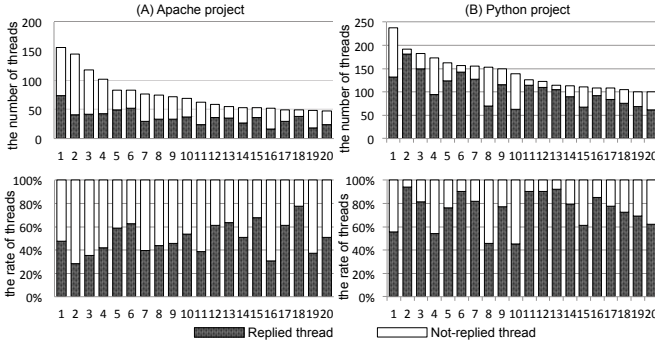 (A) Apache project
the number of threads
200
150
100
50
0
1 2 3 4 5 6 7 8 9 10 11 12 13 14 15 16 17 18 19 20
(B) Python project
the number of threads
250
200
150
100
50
0
1 2 3 4 5 6 7 8 9 10 11 12 13 14 15 16 17 18 19 20
the rate of threads
100%
80%
60%
40%
20%
0%
1 2 3 4 5 6 7 8 9 10 11 12 13 14 15 16 17 18 19 20
the rate of threads
100%
80%
60%
40%
20%
0%
1 2 3 4 5 6 7 8 9 10 11 12 13 14 15 16 17 18 19 20
Replied thread
Not-replied thread